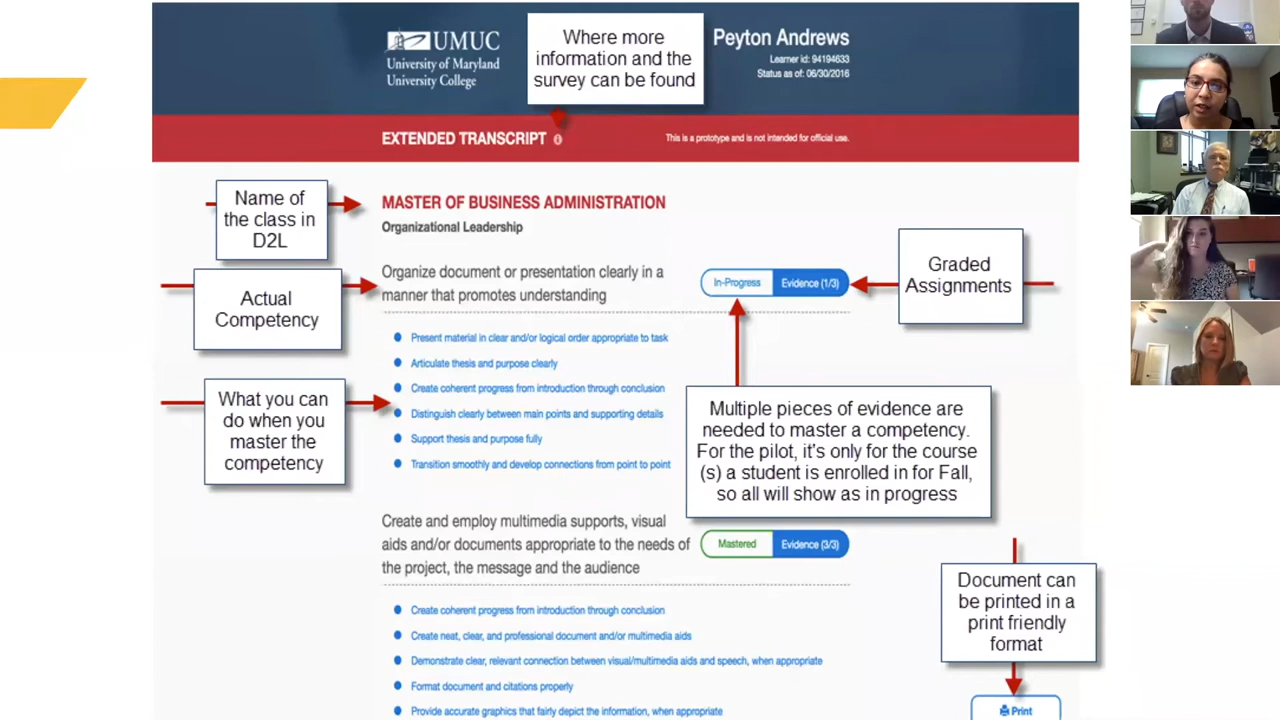 UMUC
University of Maryland
University College
Where more
information and the
survey can be found
Peyton Andrews
Learner id: 94194633
Status as of: 06/30/2016
EXTENDED TRANSCRIPT
This is a prototype and is not intended for official use.
Name of
the class in
D2L
MASTER OF BUSINESS ADMINISTRATION
Organizational Leadership
Actual
Competency
Organize document or presentation clearly in a
manner that promotes understanding
In-Progress
Evidence (1/3)
Graded
Assignments
What you can
do when you
master the
competency
Present material in clear and/or logical order appropriate to task
Articulate thesis and purpose clearly
Create coherent progress from introduction through conclusion
Distinguish clearly between main points and supporting details
Support thesis and purpose fully
Transition smoothly and develop connections from point to point
Multiple pieces of evidence are
needed to master a competency.
For the pilot, it's only for the course
(s) a student is enrolled in for Fall,
so all will show as in progress
Create and employ multimedia supports, visual
aids and/or documents appropriate to the needs of
the project, the message and the audience
Mastered
Evidence (3/3)
Create coherent progress from introduction through conclusion
Create neat, clear, and professional document and/or multimedia aids
Demonstrate clear, relevant connection between visual/multimedia aids and speech, when appropriate
Format document and citations properly
Provide accurate graphics that fairly depict the information, when appropriate
Document can
be printed in a
print friendly
format
Print